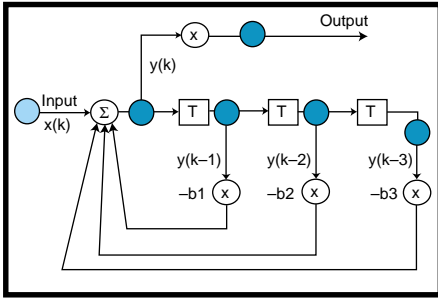 Output
x
y(k)
Input
x(k)
Σ
T
T
T
y(k–1)
y(k–2)
y(k–3)
–b1
x
–b2
x
–b3
x